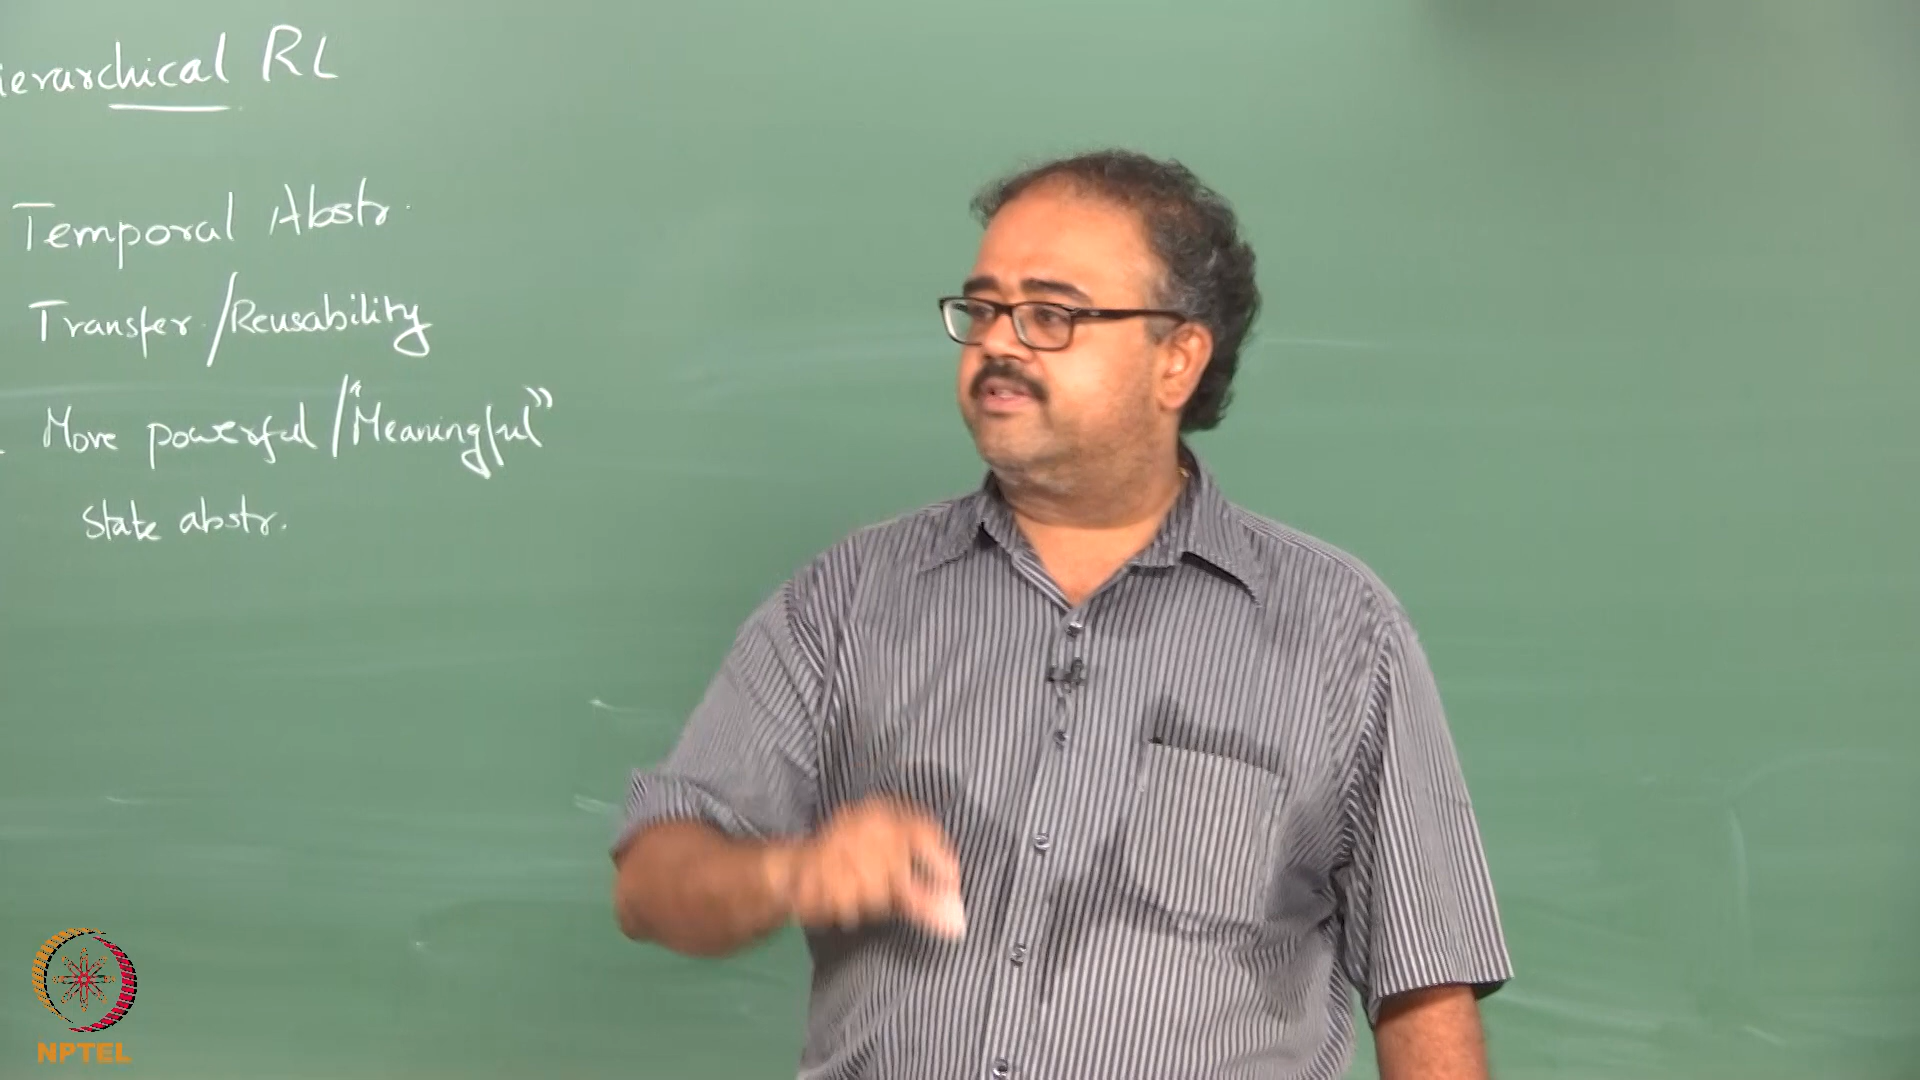 ierarchical RL
Temporal Abstr.
Transfer/Reusability
More powerful/"Meaningful"
State abstr.
NPTEL